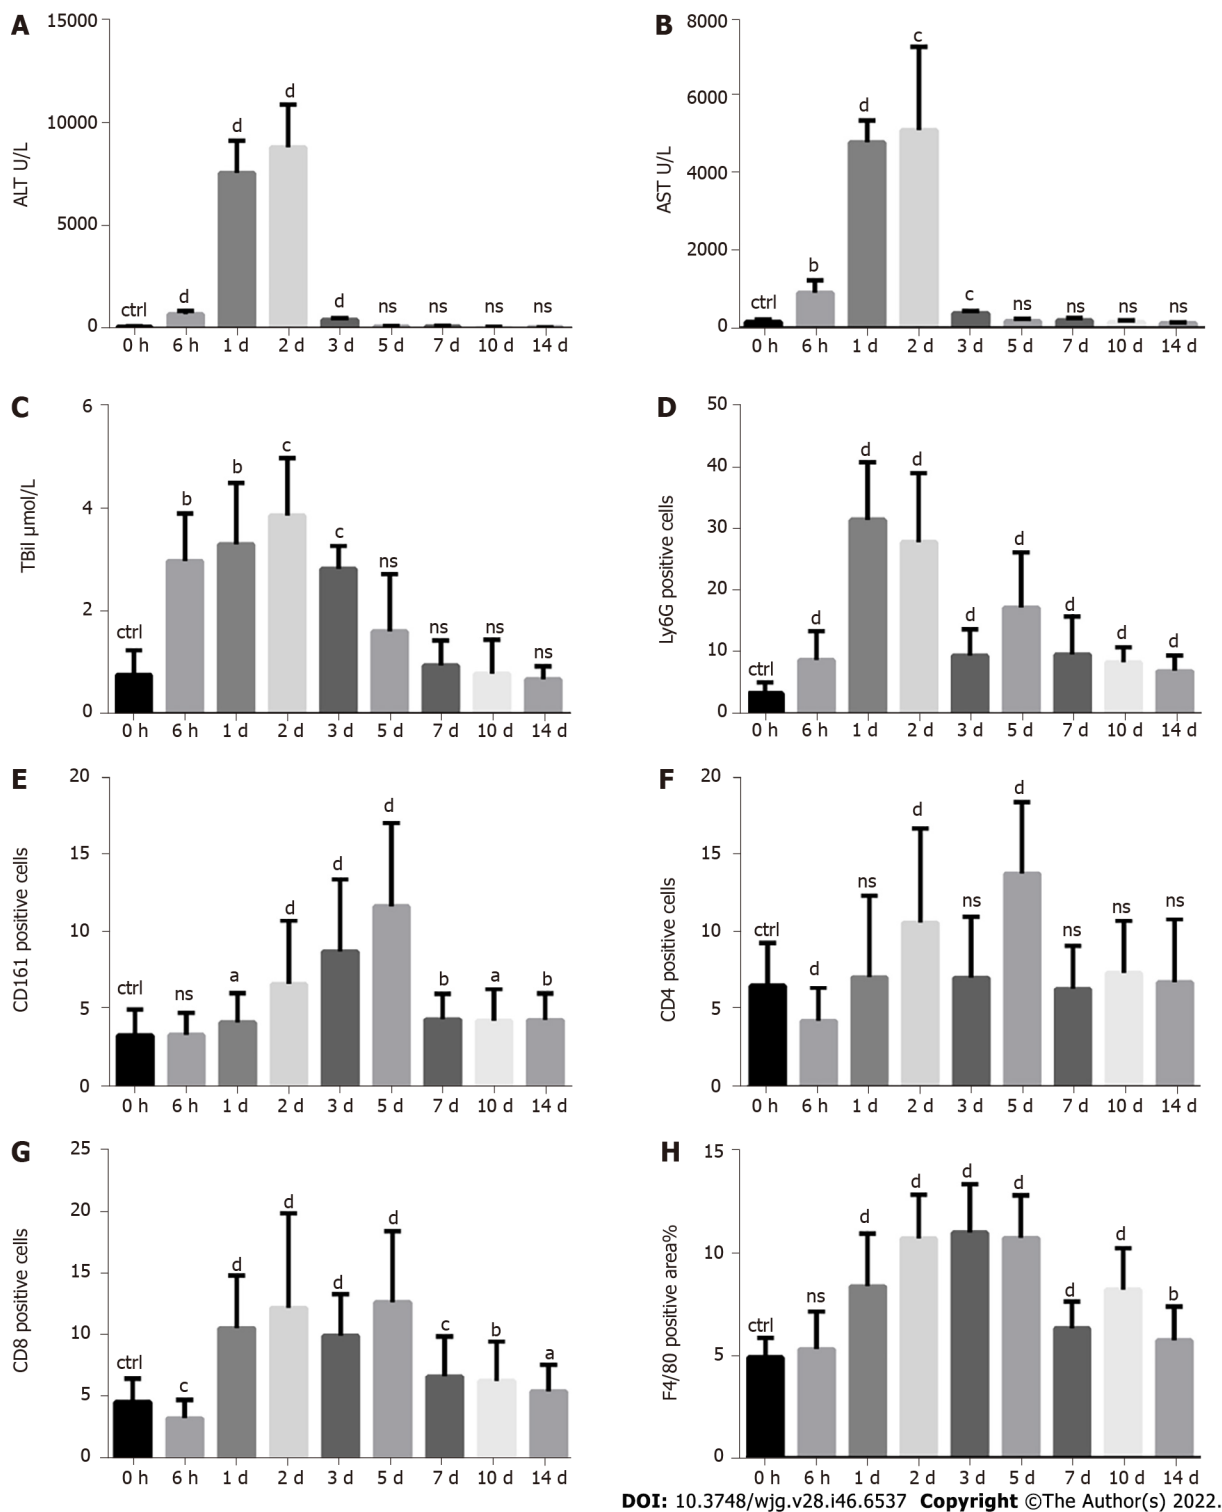 A
15000
10000
5000
0
ALT U/L
ctrl d d d d ns ns ns ns
0 h 6 h 1 d 2 d 3 d 5 d 7 d 10 d 14 d
B
8000
6000
4000
2000
0
AST U/L
ctrl b d c c ns ns ns ns
0 h 6 h 1 d 2 d 3 d 5 d 7 d 10 d 14 d
C
6
4
2
0
TBil μmol/L
ctrl b b c c ns ns ns ns
0 h 6 h 1 d 2 d 3 d 5 d 7 d 10 d 14 d
D
50
40
30
20
10
0
Ly6G positive cells
ctrl d d d d d d d d
0 h 6 h 1 d 2 d 3 d 5 d 7 d 10 d 14 d
E
20
15
10
5
0
CD161 positive cells
ctrl ns a d d d b a b
0 h 6 h 1 d 2 d 3 d 5 d 7 d 10 d 14 d
F
20
15
10
5
0
CD4 positive cells
ctrl d ns d ns d ns ns ns
0 h 6 h 1 d 2 d 3 d 5 d 7 d 10 d 14 d
G
25
20
15
10
5
0
CD8 positive cells
ctrl c d d d d c b a
0 h 6 h 1 d 2 d 3 d 5 d 7 d 10 d 14 d
H
15
10
5
0
F4/80 positive area%
ctrl ns d d d d d d b
0 h 6 h 1 d 2 d 3 d 5 d 7 d 10 d 14 d
DOI: 10.3748/wjg.v28.i46.6537 Copyright ©The Author(s) 2022.